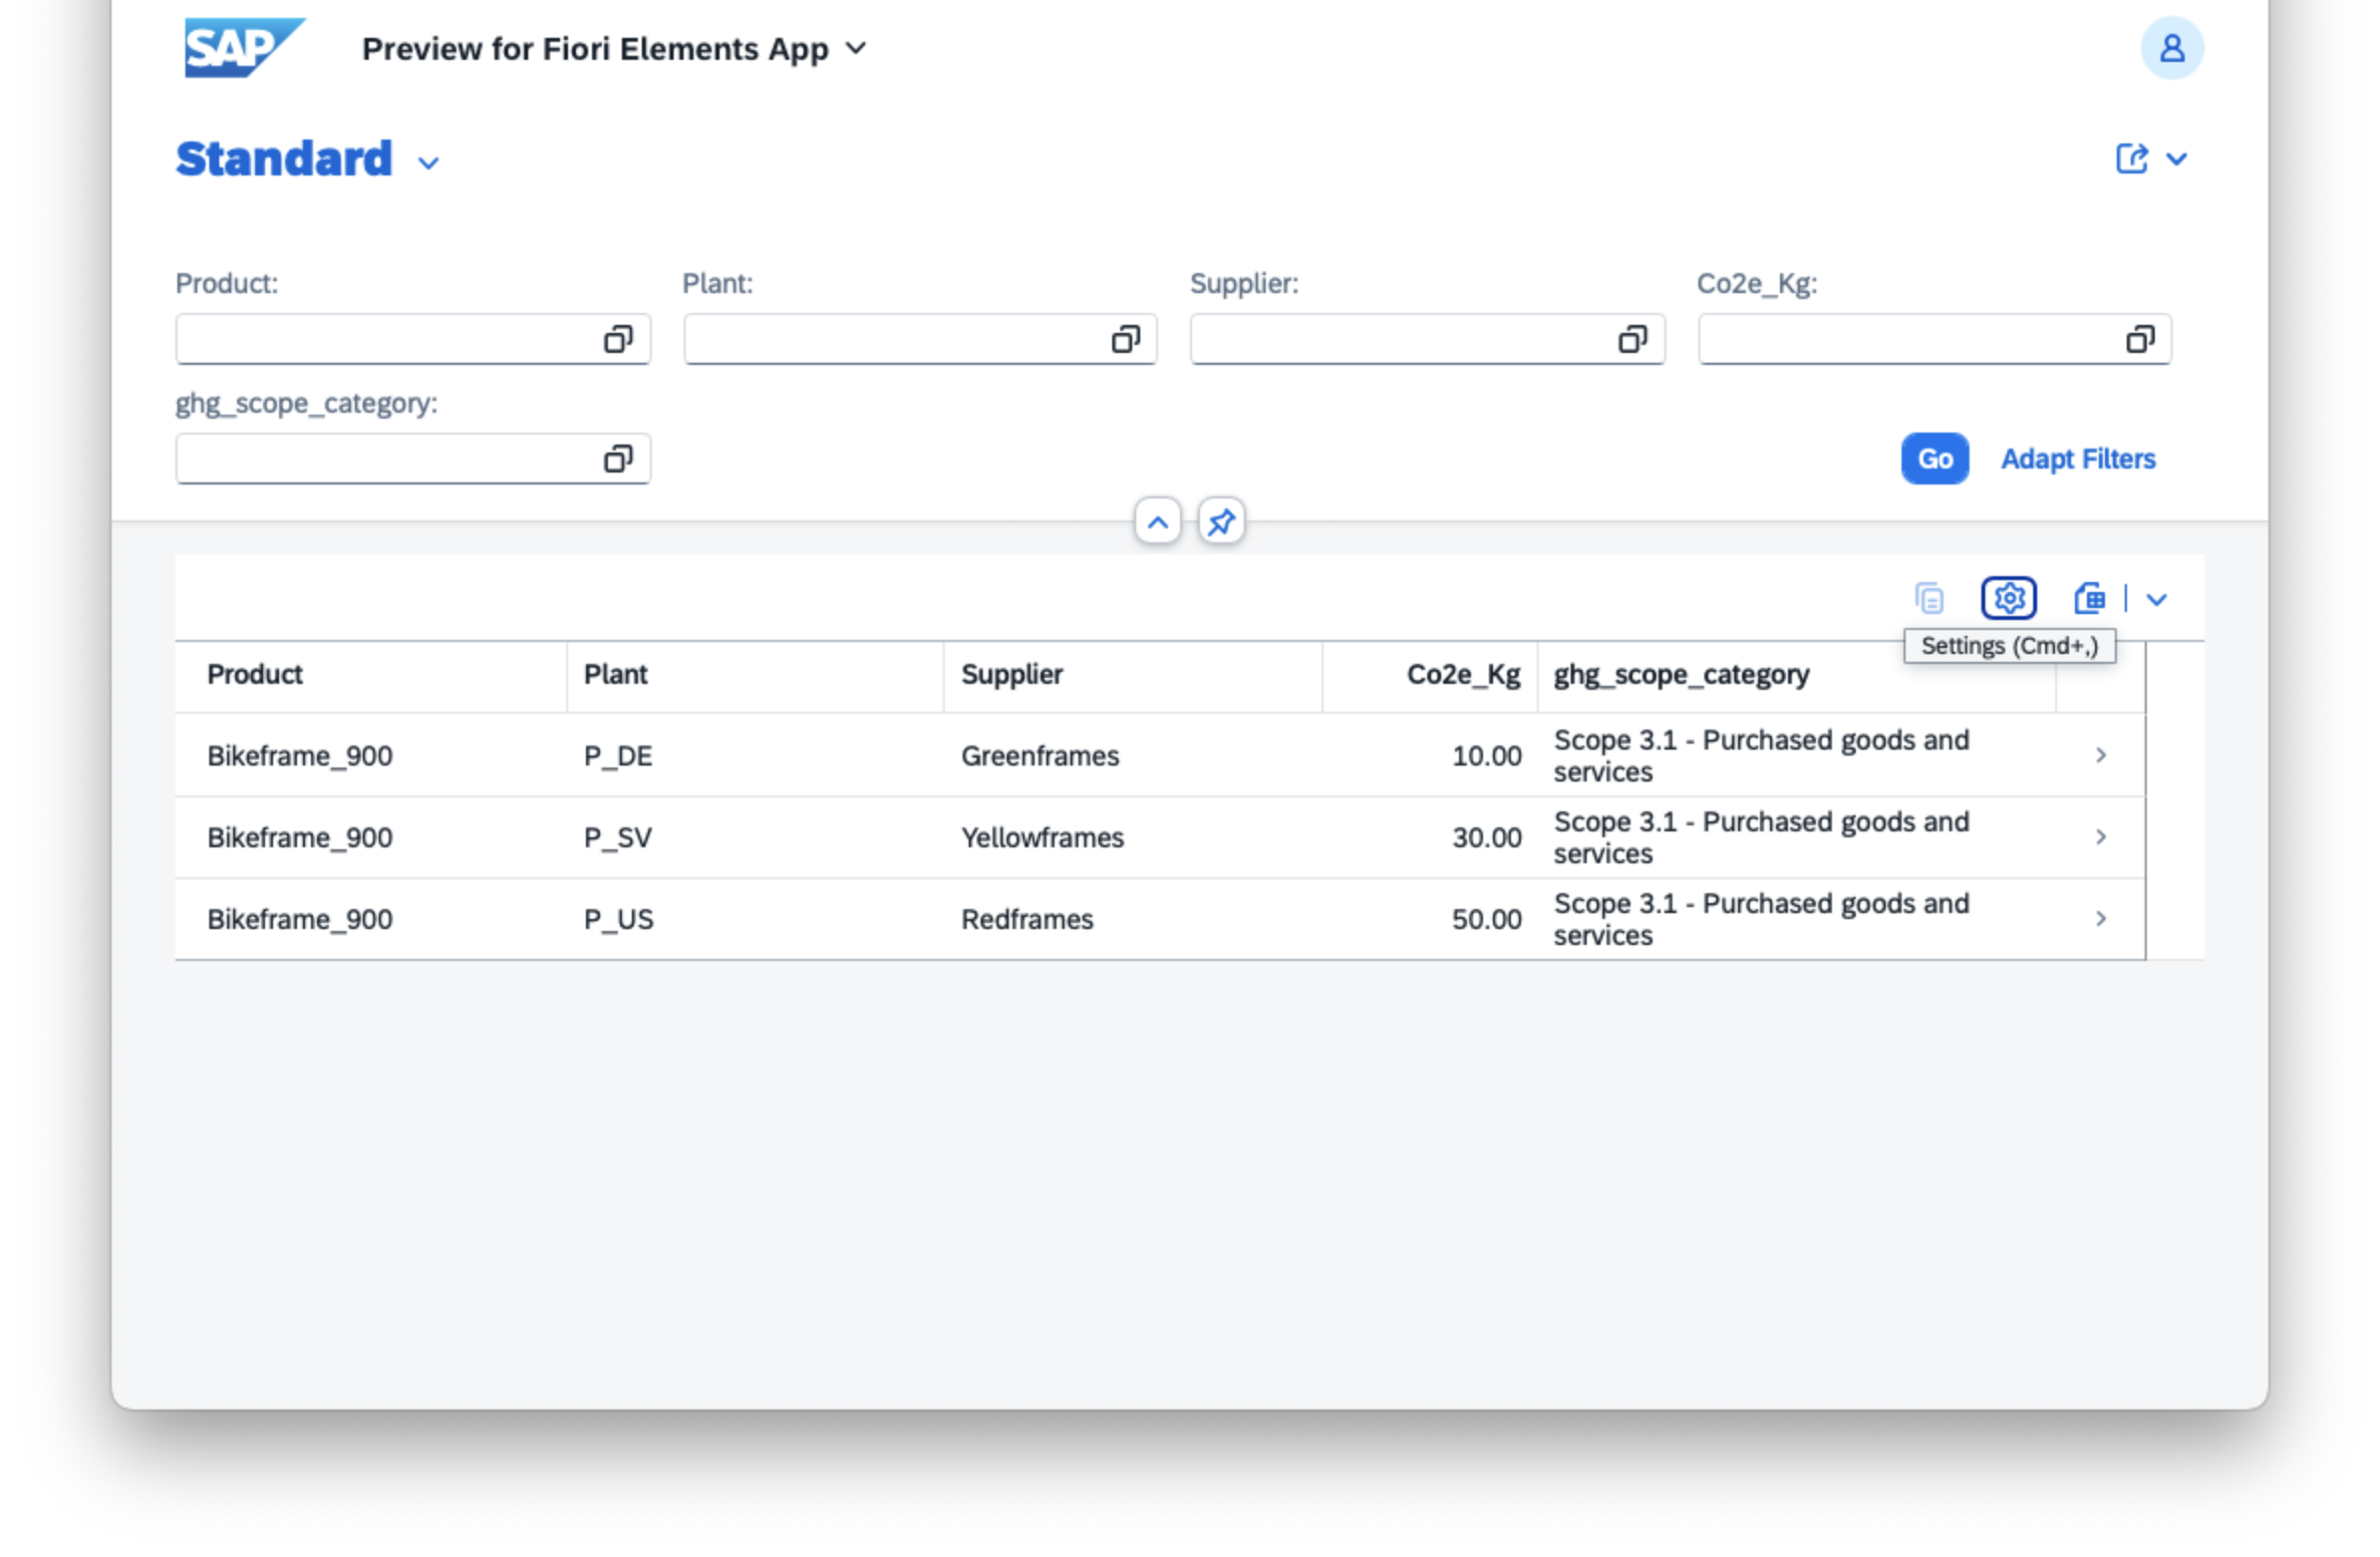 SAP Preview for Fiori Elements App
Standard
Product: Plant: Supplier: Co2e_Kg:
ghg_scope_category:
Go Adapt Filters
Settings (Cmd+,)
Product Plant Supplier Co2e_Kg ghg_scope_category
Bikeframe_900 P_DE Greenframes 10.00 Scope 3.1 - Purchased goods and
services
Bikeframe_900 P_SV Yellowframes 30.00 Scope 3.1 - Purchased goods and
services
Bikeframe_900 P_US Redframes 50.00 Scope 3.1 - Purchased goods and
services